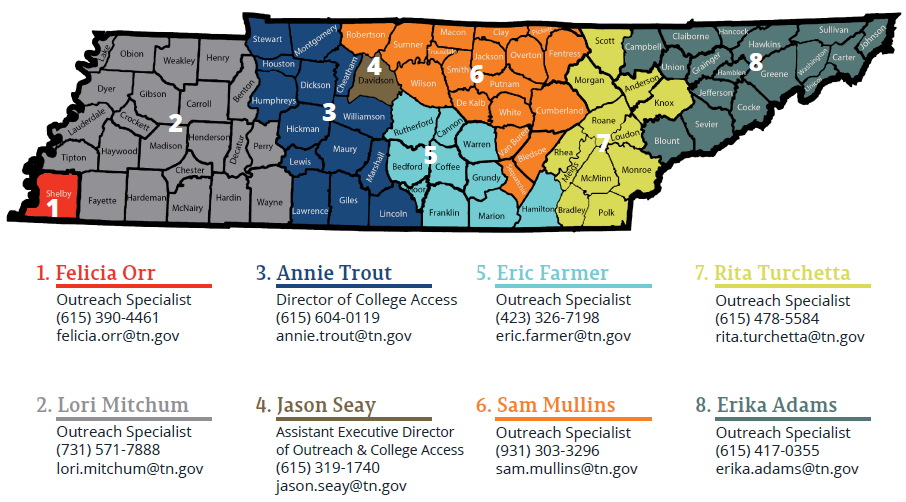 Lake
Obion
Weakley
Henry
Stewart
Montgomery
Robertson
Sumner
Macon
Trousdale
Clay
Pickett
Scott
Campbell
Claiborne
Hancock
Hawkins
Sullivan
Johnson
Carter
Washington
Unicoi
Greene
Hamblen
Grainger
Union
8
Dyer
Gibson
Carroll
Benton
Houston
Humphreys
Dickson
Cheatham
4
Davidson
Wilson
Smith
Jackson
Overton
Fentress
6
Putnam
Morgan
Anderson
Knox
Jefferson
Cocke
Sevier
Blount
Lauderdale
Crockett
2
Madison
Haywood
Tipton
Henderson
Decatur
Perry
Chester
3
Hickman
Williamson
Maury
Lewis
Marshall
Rutherford
Cannon
De Kalb
White
Warren
Van Buren
Cumberland
Bledsoe
Roane
Loudon
7
Rhea
Meigs
McMinn
Monroe
Shelby
1
Fayette
Hardeman
McNairy
Hardin
Wayne
Lawrence
Giles
Lincoln
5
Bedford
Coffee
Grundy
Franklin
Marion
Hamilton
Bradley
Polk
1. Felicia Orr
Outreach Specialist
(615) 390-4461
felicia.orr@tn.gov
3. Annie Trout
Director of College Access
(615) 604-0119
annie.trout@tn.gov
5. Eric Farmer
Outreach Specialist
(423) 326-7198
eric.farmer@tn.gov
7. Rita Turchetta
Outreach Specialist
(615) 478-5584
rita.turchetta@tn.gov
2. Lori Mitchum
Outreach Specialist
(731) 571-7888
lori.mitchum@tn.gov
4. Jason Seay
Assistant Executive Director
of Outreach & College Access
(615) 319-1740
jason.seay@tn.gov
6. Sam Mullins
Outreach Specialist
(931) 303-3296
sam.mullins@tn.gov
8. Erika Adams
Outreach Specialist
(615) 417-0355
erika.adams@tn.gov